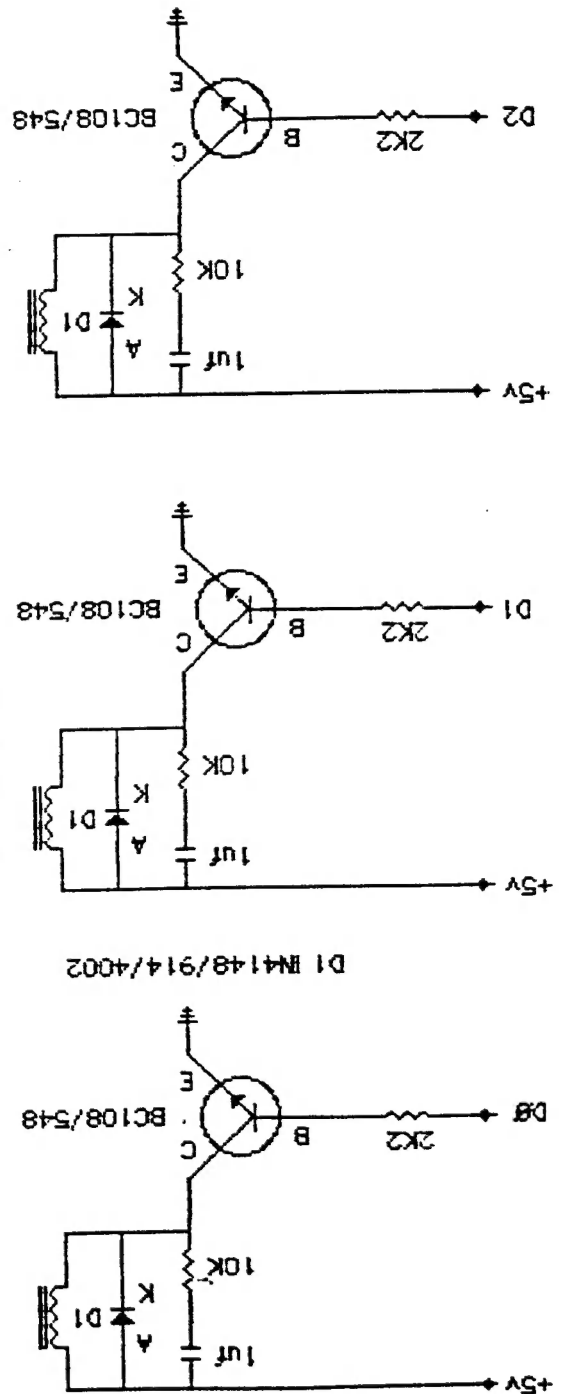 +5v
1uf
A
D1
K
10K
C
DØ 2K2 B BC108/548
E
D1 IN4148/914/4002
+5v
1uf
A
D1
K
10K
C
D1 2K2 B BC108/548
E
+5v
1uf
A
D1
K
10K
C
D2 2K2 B BC108/548
E